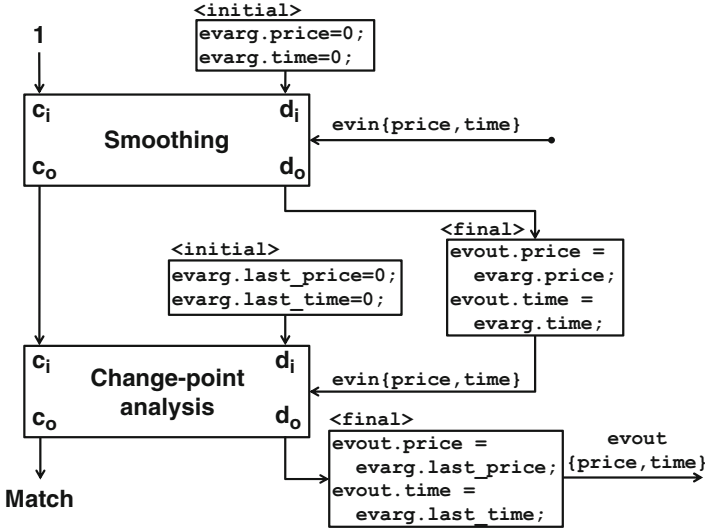 <initial>
1
evarg.price=0;
evarg.time=0;
ci
di
Smoothing
evin{price,time}
co
do
<final>
evout.price =
evarg.price;
evout.time =
evarg.time;
<initial>
evarg.last_price=0;
evarg.last_time=0;
ci
di
Change-point
analysis
evin{price,time}
co
do
<final>
evout.price =
evarg.last_price;
evout.time =
evarg.last_time;
evout
{price,time}
Match